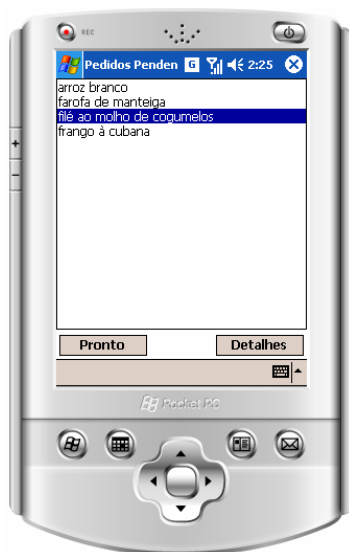 REC
Pedidos Penden G 2:25
arroz branco
farofa de manteiga
filé ao molho de cogumelos
frango à cubana
Pronto Detalhes
Pocket PC